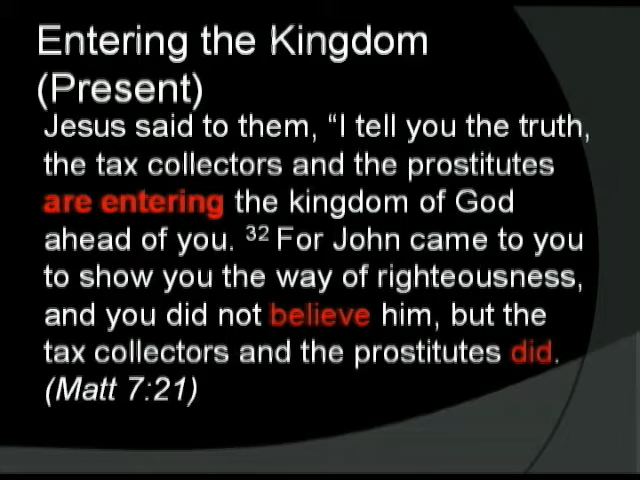 Entering the Kingdom
(Present)
Jesus said to them, “I tell you the truth,
the tax collectors and the prostitutes
are entering the kingdom of God
ahead of you. 32 For John came to you
to show you the way of righteousness,
and you did not believe him, but the
tax collectors and the prostitutes did.
(Matt 7:21)